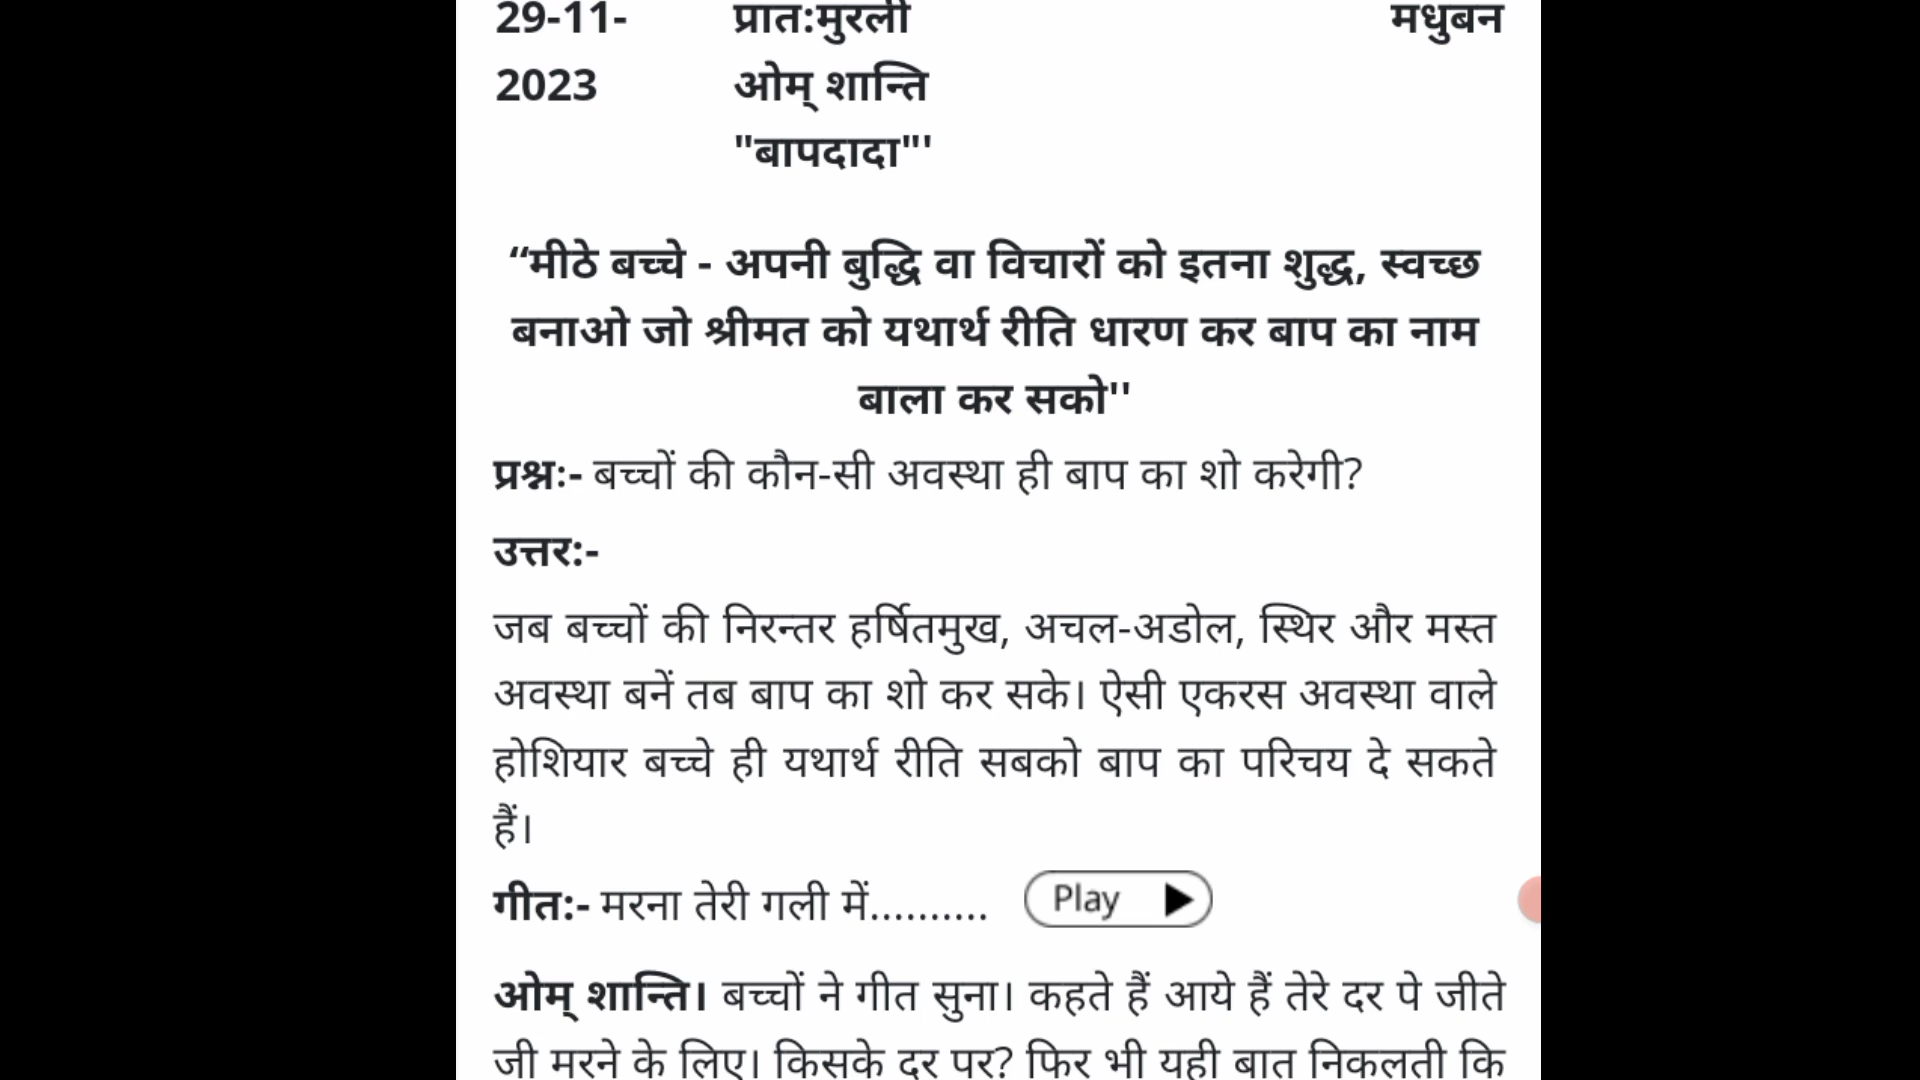 29-11- प्रात:मुरली मधुबन
2023 ओम् शान्ति
"बापदादा"'
“मीठे बच्चे - अपनी बुद्धि वा विचारों को इतना शुद्ध, स्वच्छ
बनाओ जो श्रीमत को यथार्थ रीति धारण कर बाप का नाम
बाला कर सको''
प्रश्नः- बच्चों की कौन-सी अवस्था ही बाप का शो करेगी?
उत्तर:-
जब बच्चों की निरन्तर हर्षितमुख, अचल-अडोल, स्थिर और मस्त
अवस्था बनें तब बाप का शो कर सके। ऐसी एकरस अवस्था वाले
होशियार बच्चे ही यथार्थ रीति सबको बाप का परिचय दे सकते
हैं।
गीत:- मरना तेरी गली में.......... Play
ओम् शान्ति। बच्चों ने गीत सुना। कहते हैं आये हैं तेरे दर पे जीते
जी मरने के लिए। किसके दर पर? फिर भी यही बात निकलती कि